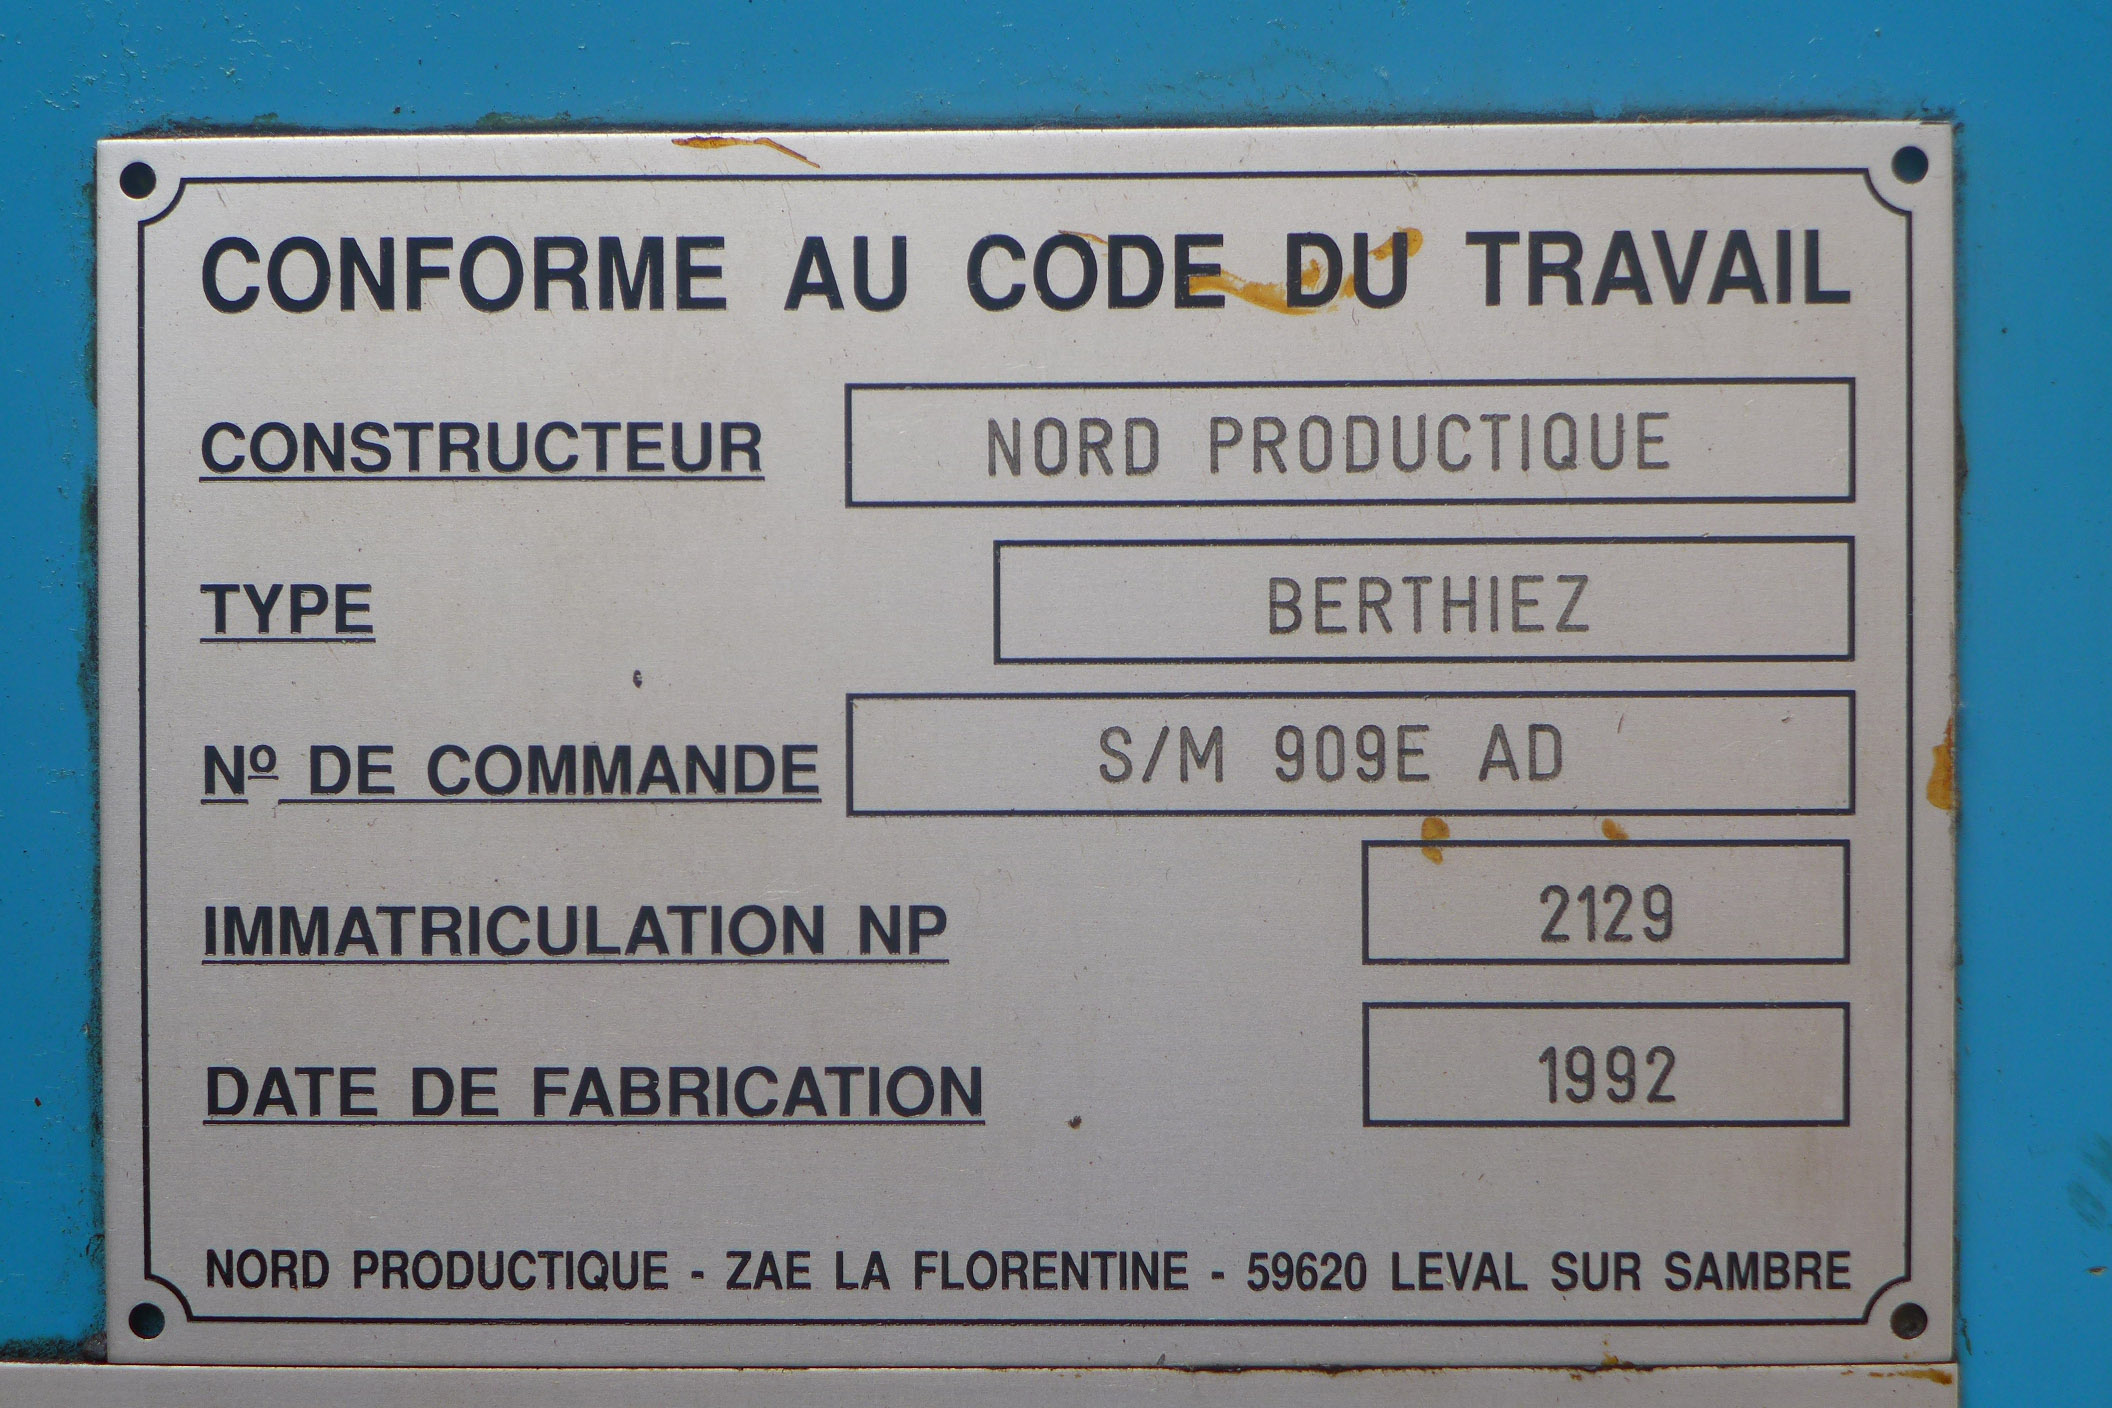 CONFORME AU CODE DU TRAVAIL
CONSTRUCTEUR NORD PRODUCTIQUE
TYPE BERTHIEZ
Nº DE COMMANDE S/M 909E AD
IMMATRICULATION NP 2129
DATE DE FABRICATION 1992
NORD PRODUCTIQUE - ZAE LA FLORENTINE - 59620 LEVAL SUR SAMBRE